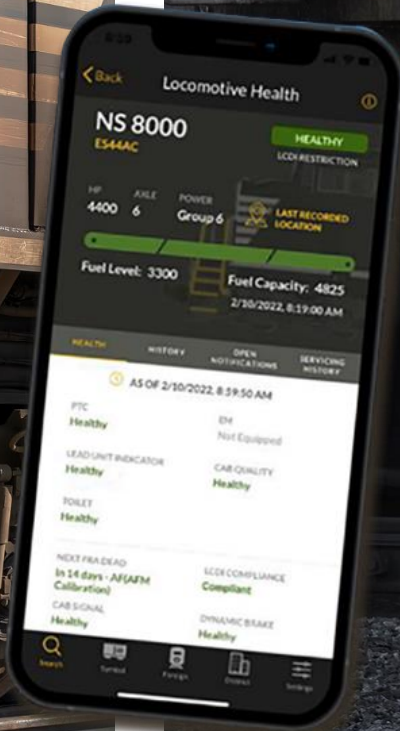 8:59
Back
Locomotive Health
NS 8000
HEALTHY
ES44AC
LCDI RESTRICTION
HP
AXLE
POWER
4400
6
Group 6
LAST RECORDED
LOCATION
Fuel Level: 3300
Fuel Capacity: 4825
2/10/2022, 8:19:00 AM
HEALTH
HISTORY
OPEN
NOTIFICATIONS
SERVICING
HISTORY
AS OF 2/10/2022, 8:59:50 AM
PTC
Healthy
EM
Not Equipped
LEAD UNIT INDICATOR
Healthy
CAB QUALITY
Healthy
TOILET
Healthy
NEXT FRA DEAD
In 14 days - AF(AFM
Calibration)
LCDI COMPLIANCE
Compliant
CAB SIGNAL
Healthy
DYNAMIC BRAKE
Healthy
Search
Symbol
Foreign
District
Settings